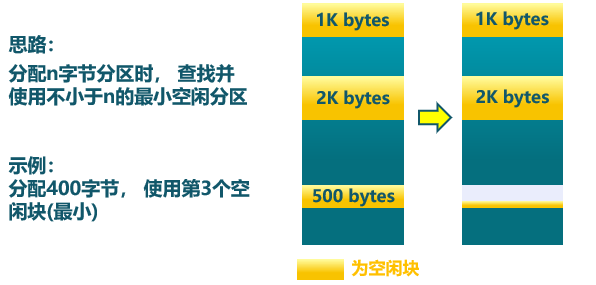 思路：
分配n字节分区时， 查找并
使用不小于n的最小空闲分区
示例：
分配400字节， 使用第3个空
闲块(最小)
1K bytes
2K bytes
500 bytes
1K bytes
2K bytes
为空闲块